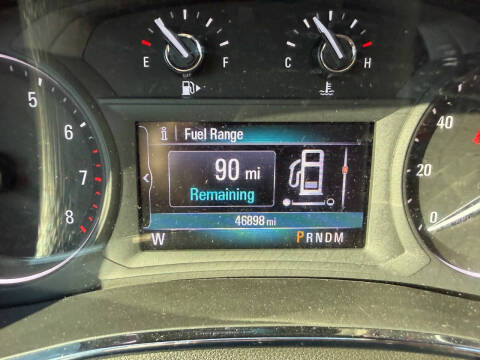 E F
C H
5
6
7
8
i Fuel Range
90 mi
Remaining
46898 mi
W PRNDM
40
20
0